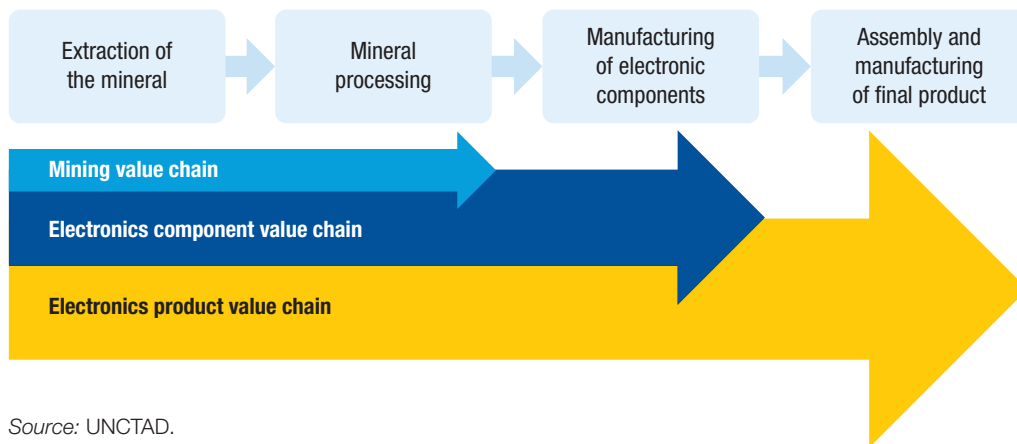 Extraction of
the mineral
Mineral
processing
Manufacturing
of electronic
components
Assembly and
manufacturing
of final product
Mining value chain
Electronics component value chain
Electronics product value chain
Source: UNCTAD.